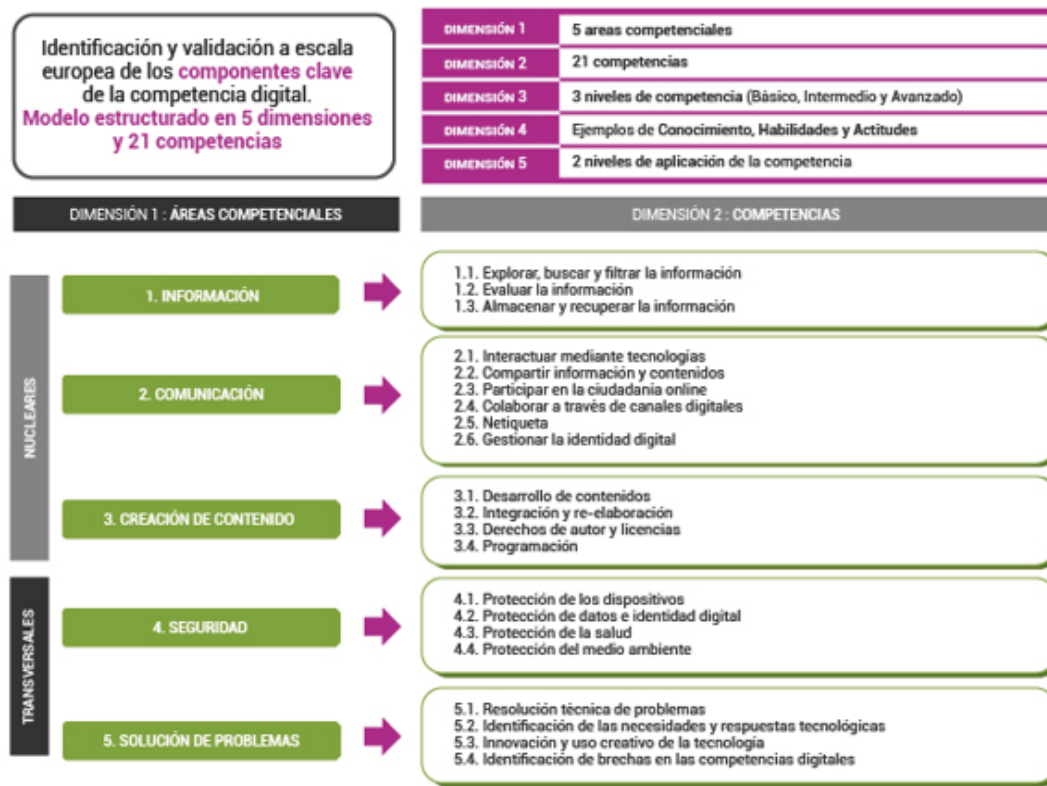 Identificación y validación a escala
europea de los componentes clave
de la competencia digital.
Modelo estructurado en 5 dimensiones
y 21 competencias
DIMENSIÓN 1 5 areas competenciales
DIMENSIÓN 2 21 competencias
DIMENSIÓN 3 3 niveles de competencia (Básico, Intermedio y Avanzado)
DIMENSIÓN 4 Ejemplos de Conocimiento, Habilidades y Actitudes
DIMENSIÓN 5 2 niveles de aplicación de la competencia
DIMENSIÓN 1 : ÁREAS COMPETENCIALES
DIMENSIÓN 2 : COMPETENCIAS
NUCLEARES
1. INFORMACIÓN
1.1. Explorar, buscar y filtrar la información
1.2. Evaluar la información
1.3. Almacenar y recuperar la información
2. COMUNICACIÓN
2.1. Interactuar mediante tecnologías
2.2. Compartir información y contenidos
2.3. Participar en la ciudadanía online
2.4. Colaborar a través de canales digitales
2.5. Netiqueta
2.6. Gestionar la identidad digital
3. CREACIÓN DE CONTENIDO
3.1. Desarrollo de contenidos
3.2. Integración y re-elaboración
3.3. Derechos de autor y licencias
3.4. Programación
TRANSVERSALES
4. SEGURIDAD
4.1. Protección de los dispositivos
4.2. Protección de datos e identidad digital
4.3. Protección de la salud
4.4. Protección del medio ambiente
5. SOLUCIÓN DE PROBLEMAS
5.1. Resolución técnica de problemas
5.2. Identificación de las necesidades y respuestas tecnológicas
5.3. Innovación y uso creativo de la tecnología
5.4. Identificación de brechas en las competencias digitales